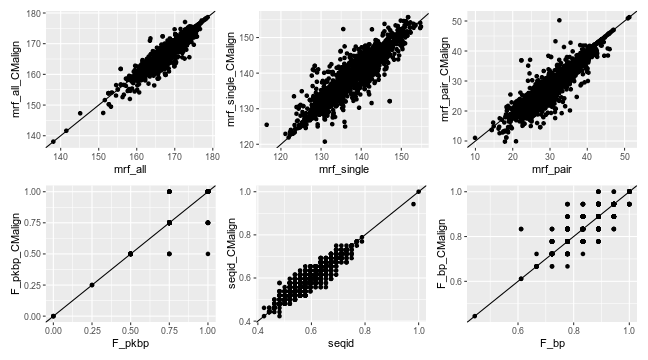 mrf_all_CMalign
180
170
160
150
140
140 150 160 170 180
mrf_all
mrf_single_CMalign
150
140
130
120
120 130 140 150
mrf_single
mrf_pair_CMalign
50
40
30
20
10
10 20 30 40 50
mrf_pair
F_pkbp_CMalign
1.00
0.75
0.50
0.25
0.00
0.00 0.25 0.50 0.75 1.00
F_pkbp
seqid_CMalign
1.0
0.8
0.6
0.4
0.4 0.6 0.8 1.0
seqid
F_bp_CMalign
1.0
0.8
0.6
0.6 0.8 1.0
F_bp